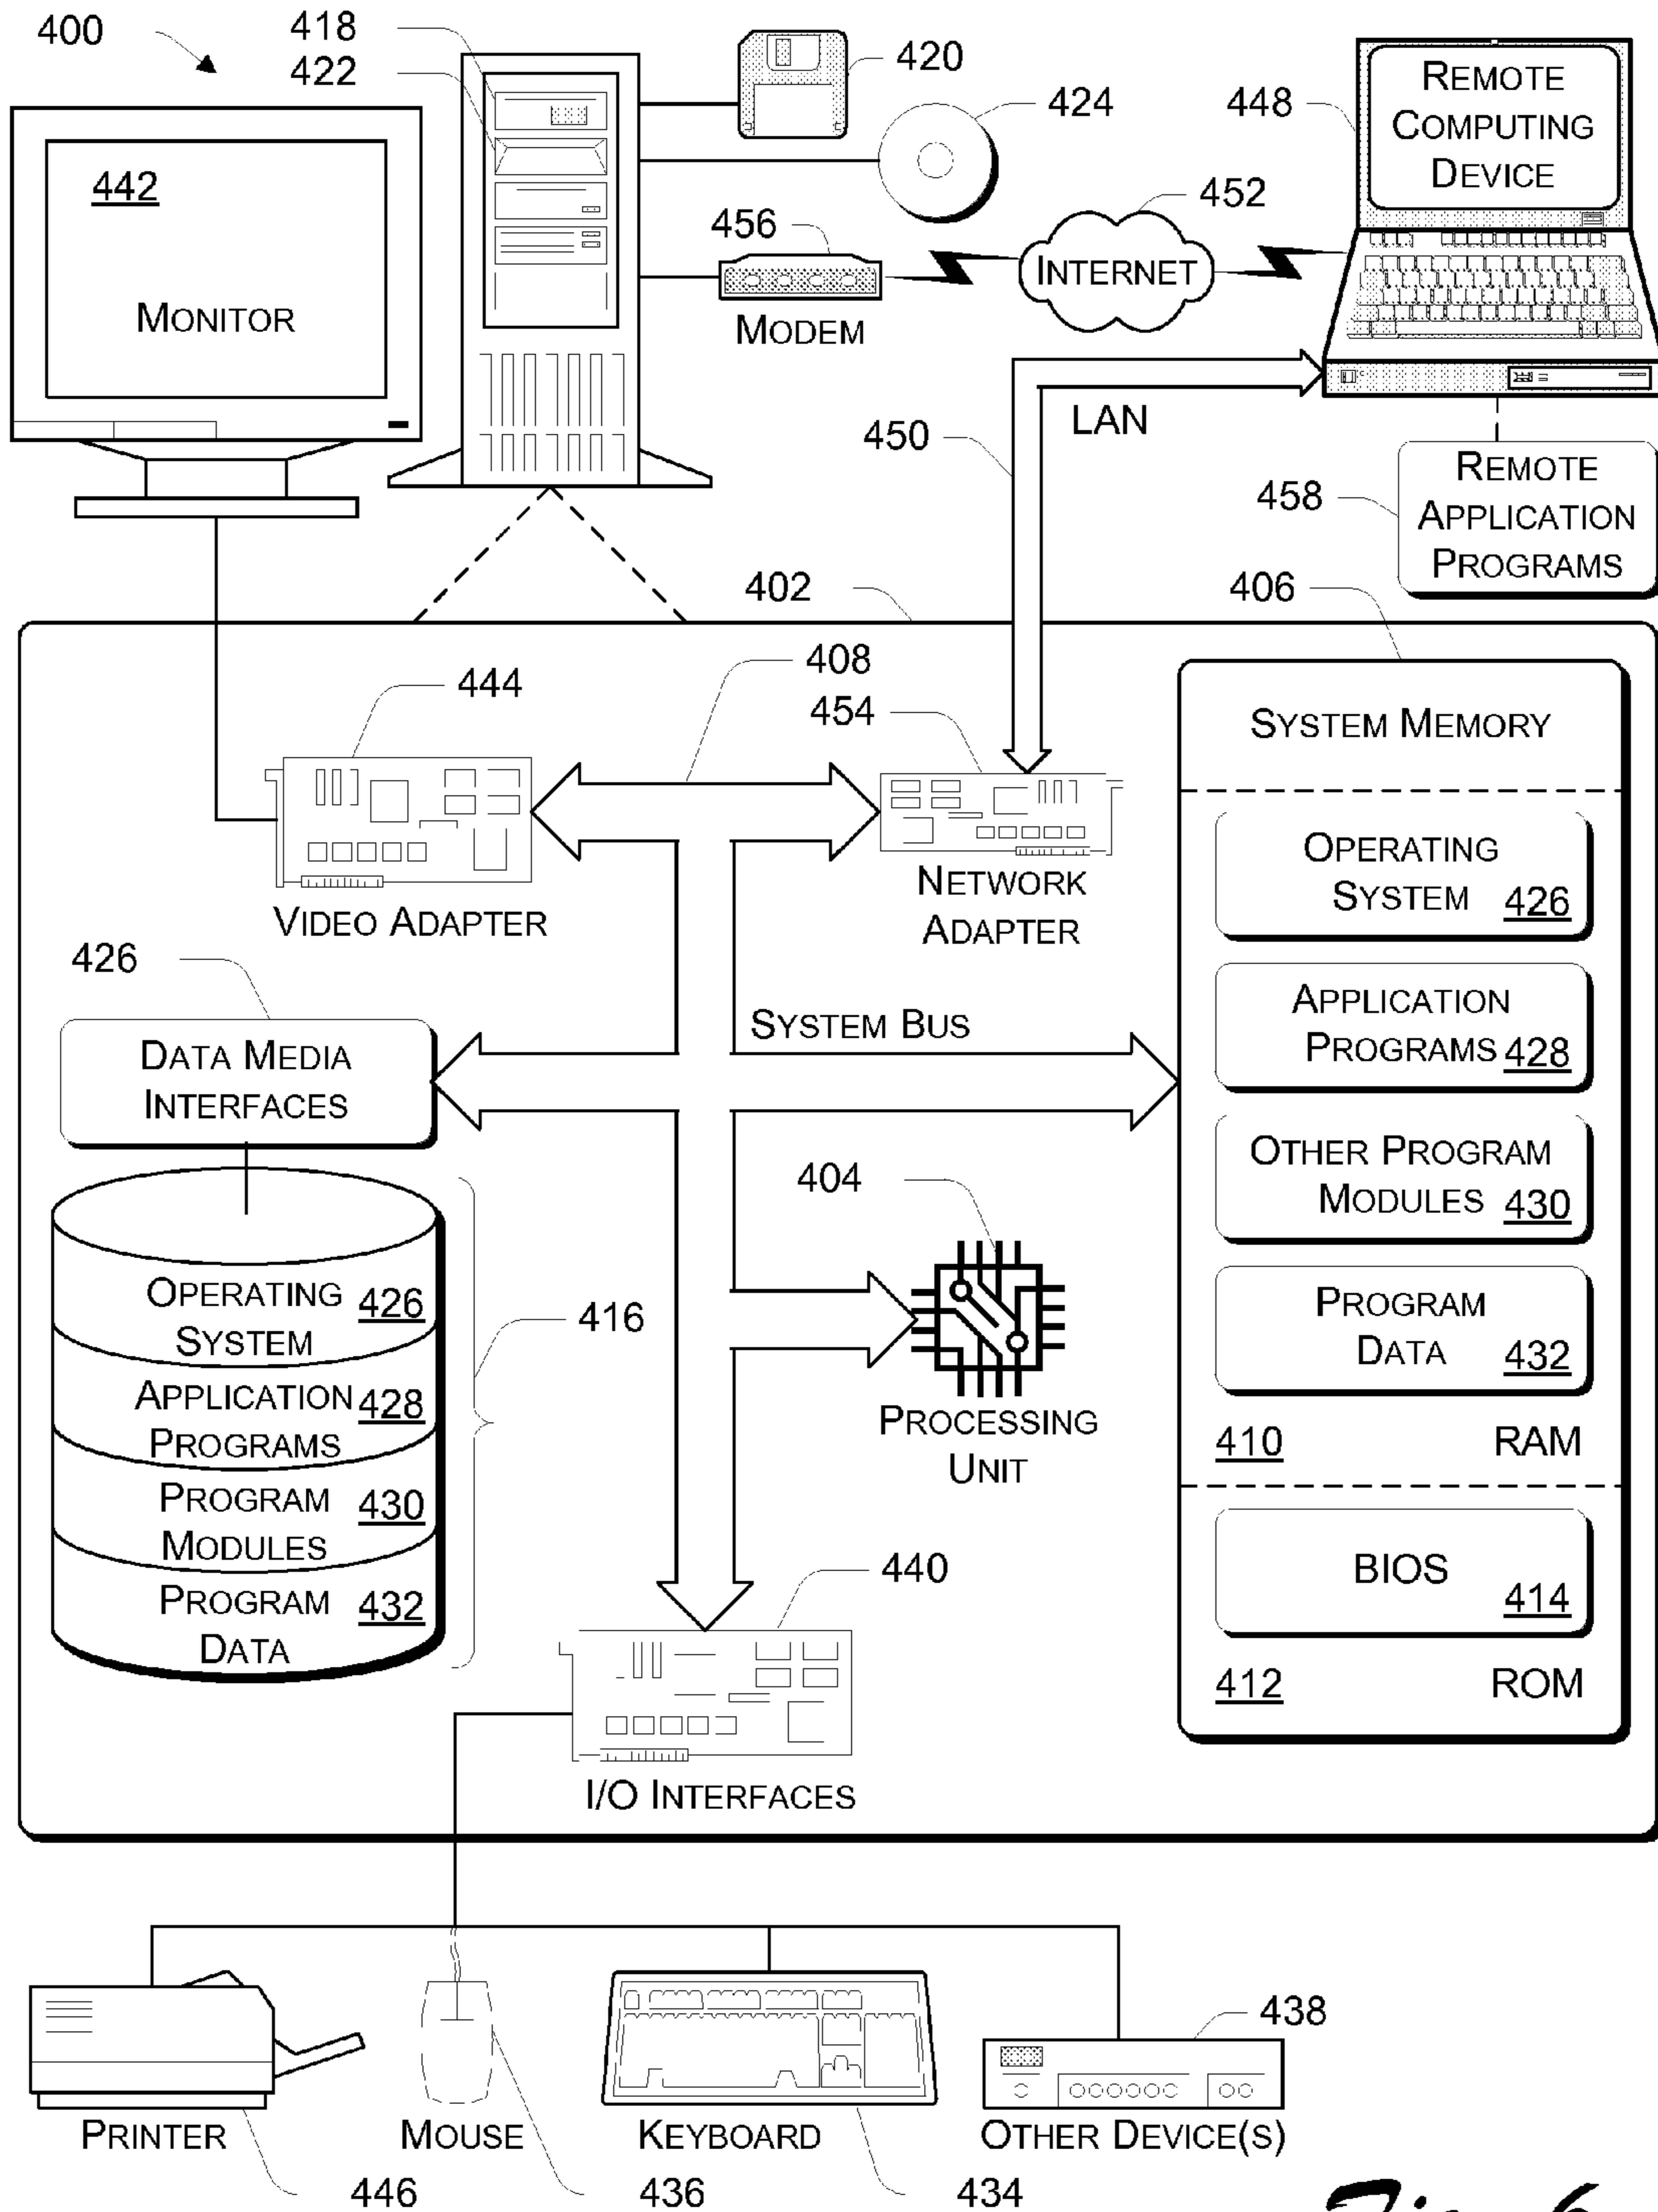 400
418
422
420
424
448
REMOTE
COMPUTING
DEVICE
442
MONITOR
456
MODEM
452
INTERNET
450
LAN
458
REMOTE
APPLICATION
PROGRAMS
402
406
408
444
454
VIDEO ADAPTER
NETWORK
ADAPTER
SYSTEM MEMORY
OPERATING
SYSTEM 426
APPLICATION
PROGRAMS 428
OTHER PROGRAM
MODULES 430
PROGRAM
DATA 432
410 RAM
BIOS
414
412 ROM
426
DATA MEDIA
INTERFACES
SYSTEM BUS
404
PROCESSING
UNIT
OPERATING 426
SYSTEM
APPLICATION 428
PROGRAMS
PROGRAM 430
MODULES
PROGRAM 432
DATA
416
440
I/O INTERFACES
438
PRINTER
MOUSE
KEYBOARD
OTHER DEVICE(S)
446
436
434
Fig. 6